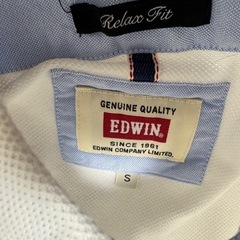 Relax Fit
GENUINE QUALITY
EDWIN
SINCE 1961
EDWIN COMPANY LIMITED.
S